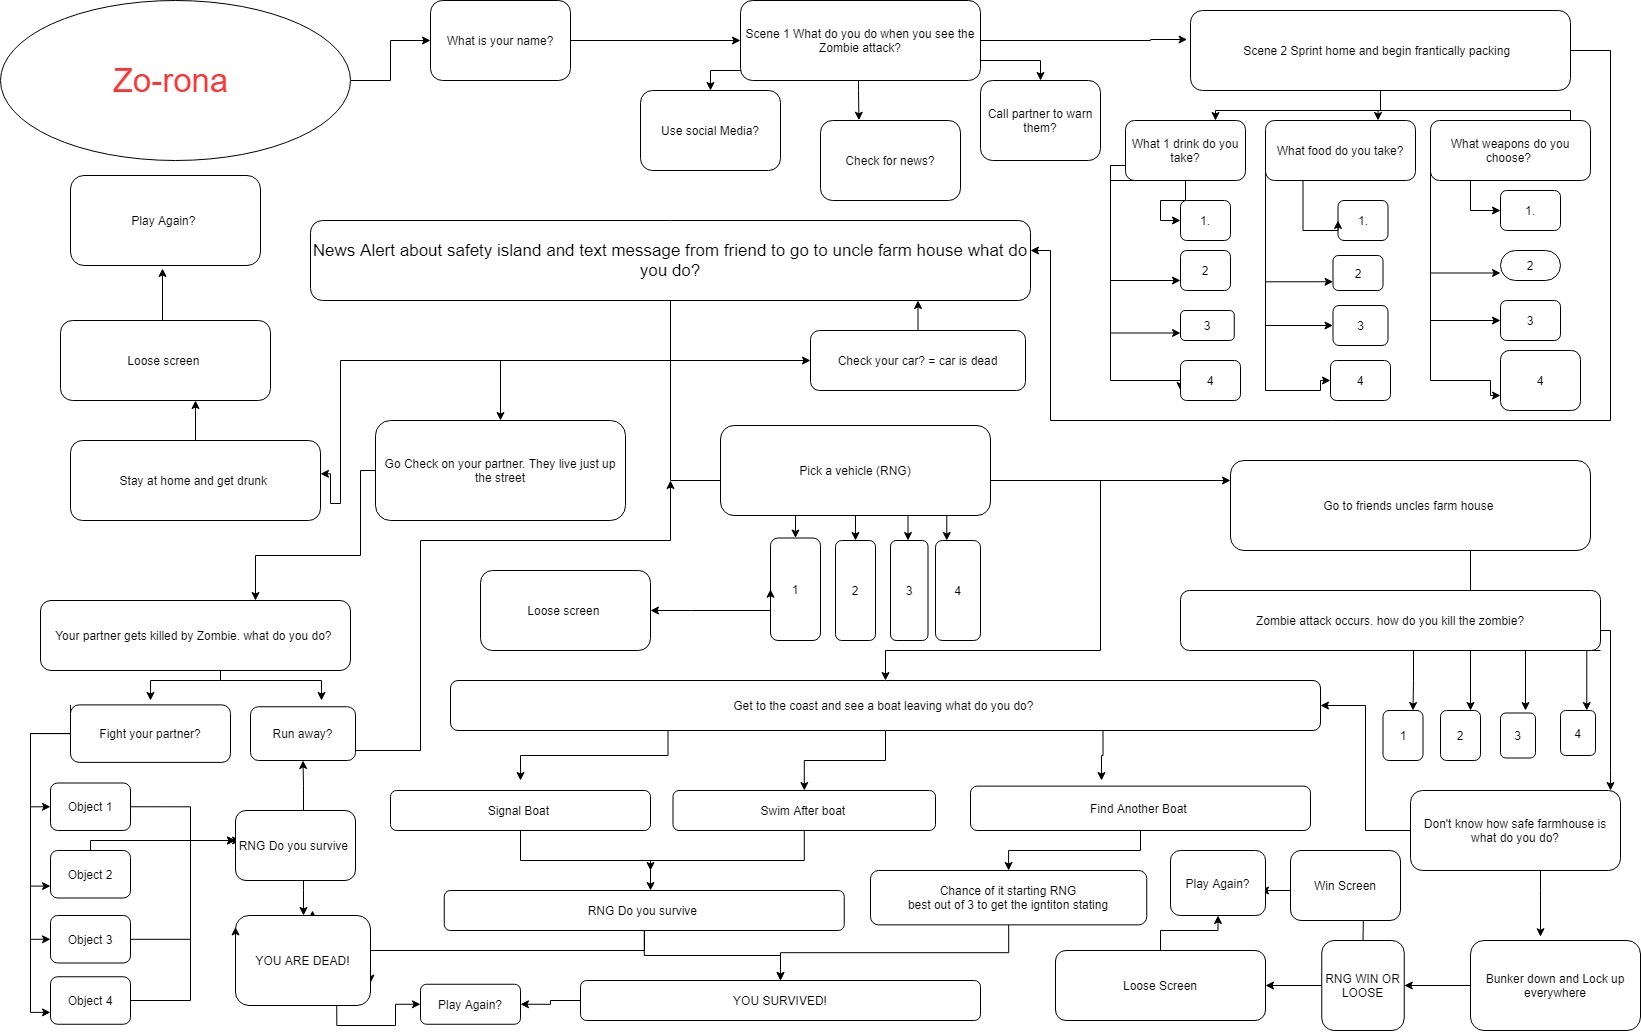 Zo-rona
What is your name?
Scene 1 What do you do when you see the
Zombie attack?
Scene 2 Sprint home and begin frantically packing
Use social Media?
Check for news?
Call partner to warn
them?
What 1 drink do you
take?
1.
2
3
4
What food do you take?
1.
2
3
4
What weapons do you
choose?
1.
2
3
4
Play Again?
Loose screen
Stay at home and get drunk
News Alert about safety island and text message from friend to go to uncle farm house what do
you do?
Check your car? = car is dead
Go Check on your partner. They live just up
the street
Pick a vehicle (RNG)
1
2
3
4
Loose screen
Go to friends uncles farm house
Zombie attack occurs. how do you kill the zombie?
1
2
3
4
Your partner gets killed by Zombie. what do you do?
Fight your partner?
Run away?
Object 1
Object 2
Object 3
Object 4
RNG Do you survive
YOU ARE DEAD!
Get to the coast and see a boat leaving what do you do?
Signal Boat
Swim After boat
Find Another Boat
RNG Do you survive
Chance of it starting RNG
best out of 3 to get the igntiton stating
YOU SURVIVED!
Play Again?
Don't know how safe farmhouse is
what do you do?
Play Again?
Win Screen
Loose Screen
RNG WIN OR
LOOSE
Bunker down and Lock up
everywhere